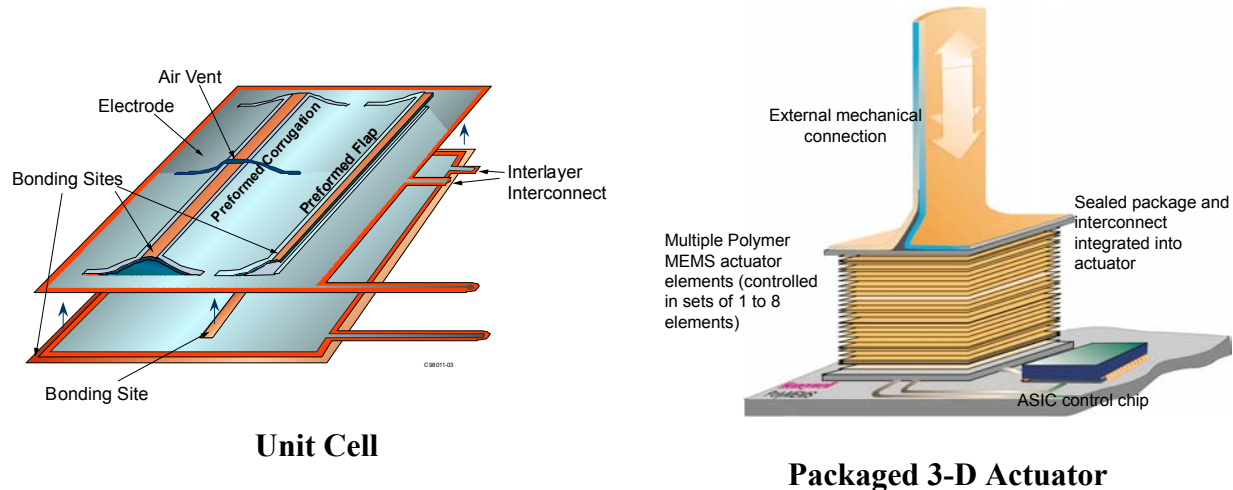 Air Vent
Electrode
Preformed Corrugation
Preformed Flap
Bonding Sites
Interlayer
Interconnect
C98011-03
Bonding Site
Unit Cell
External mechanical
connection
Multiple Polymer
MEMS actuator
elements (controlled
in sets of 1 to 8
elements)
Sealed package and
interconnect
integrated into
actuator
ASIC control chip
Packaged 3-D Actuator